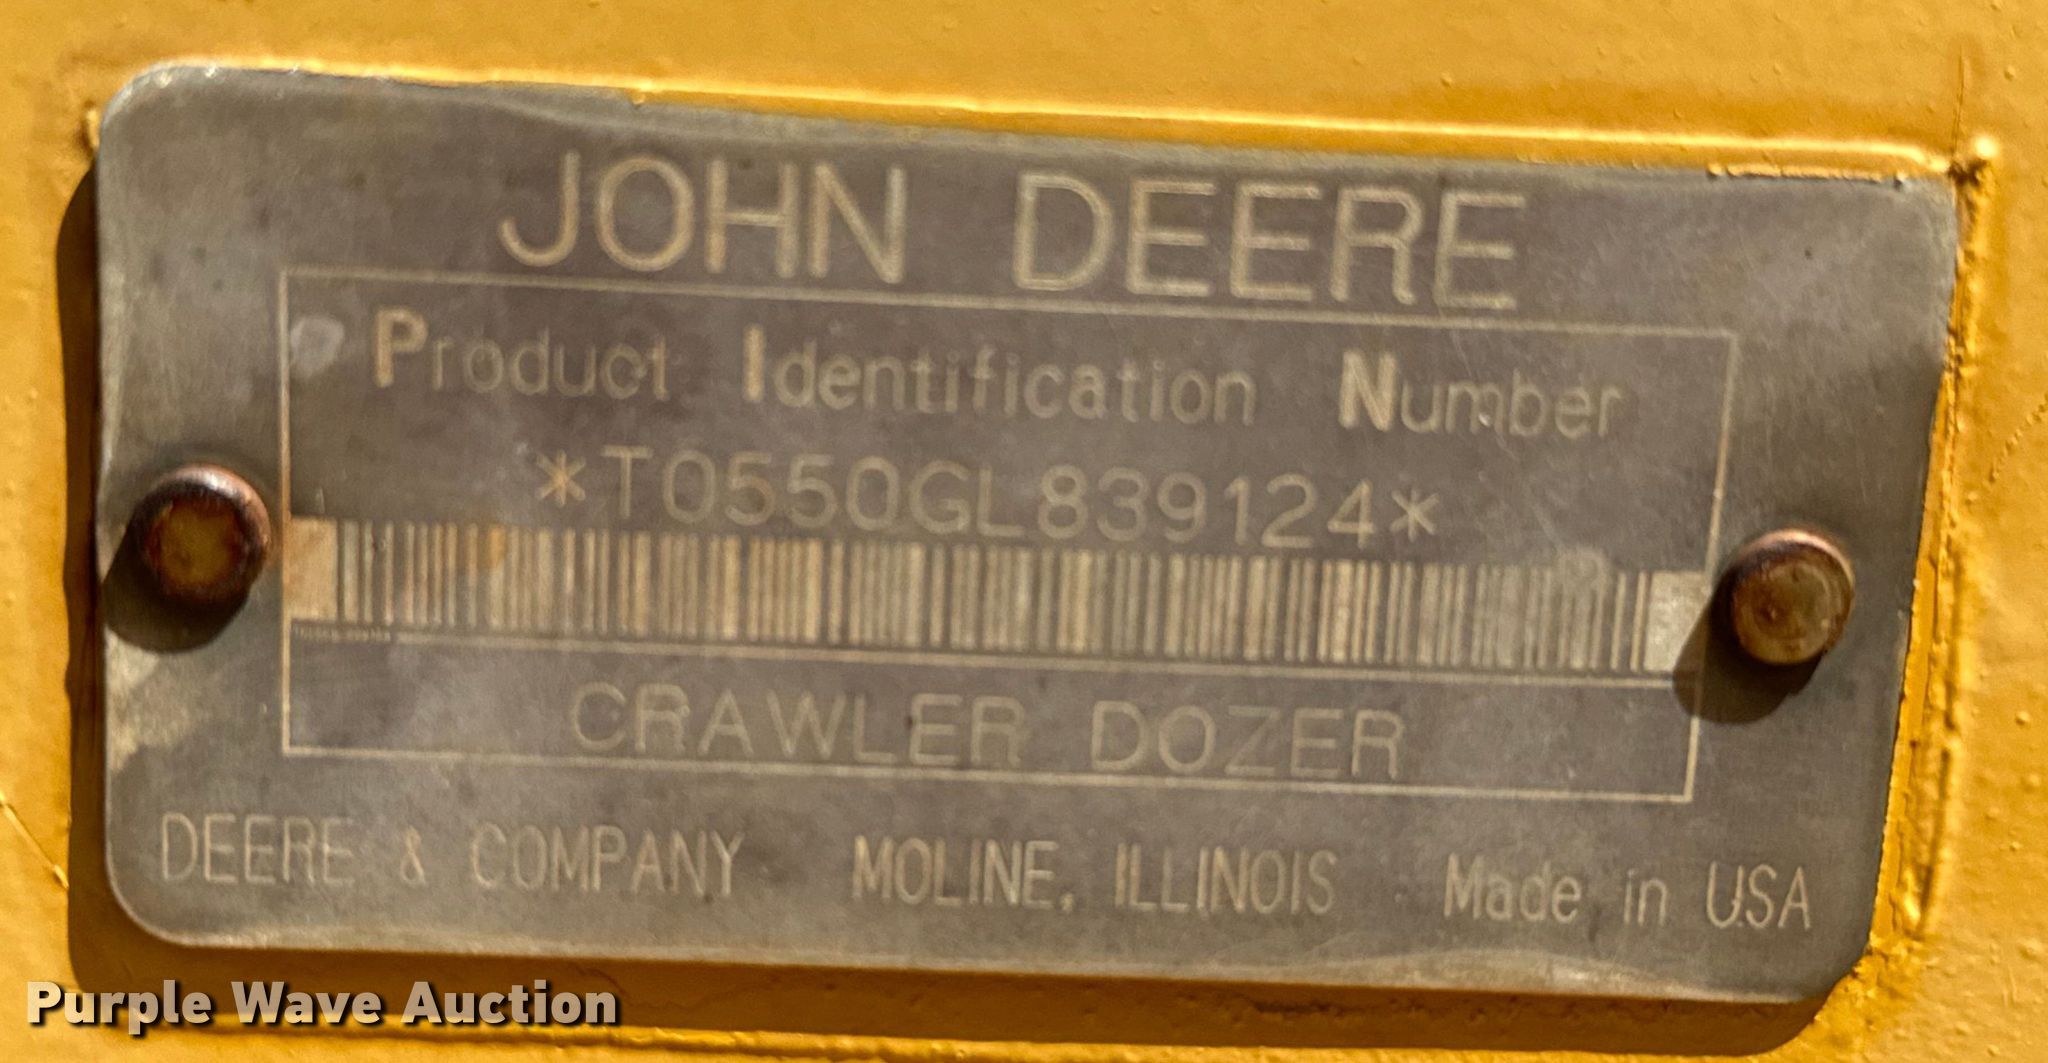 JOHN DEERE
Product Identification Number
*T0550GL839124*
CRAWLER DOZER
DEERE & COMPANY MOLINE, ILLINOIS Made in USA
Purple Wave Auction